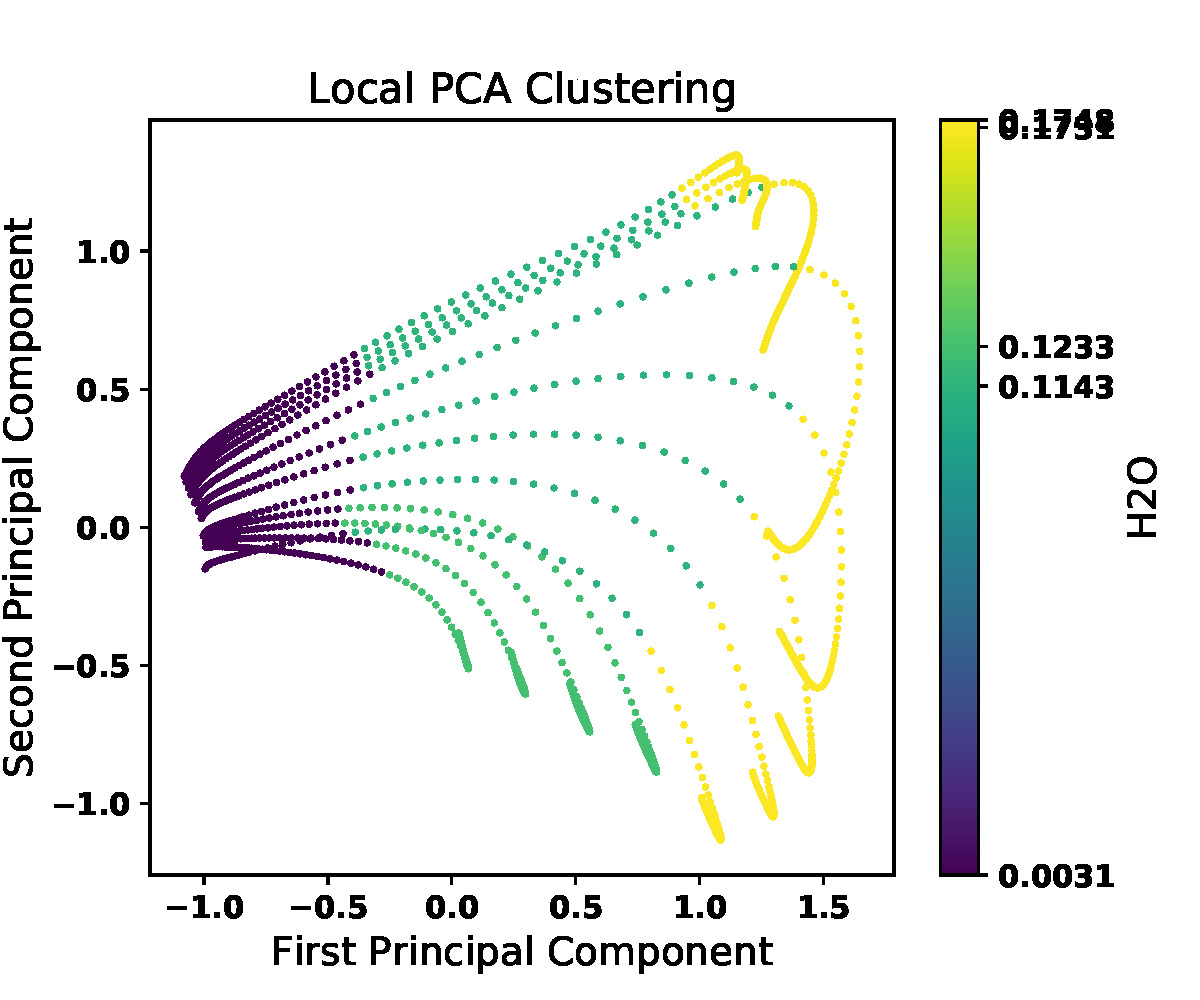 Local PCA Clustering
Second Principal Component
1.0
0.5
0.0
−0.5
−1.0
−1.0 −0.5 0.0 0.5 1.0 1.5
First Principal Component
0.1748
0.1731
0.1233
0.1143
0.0031
H2O